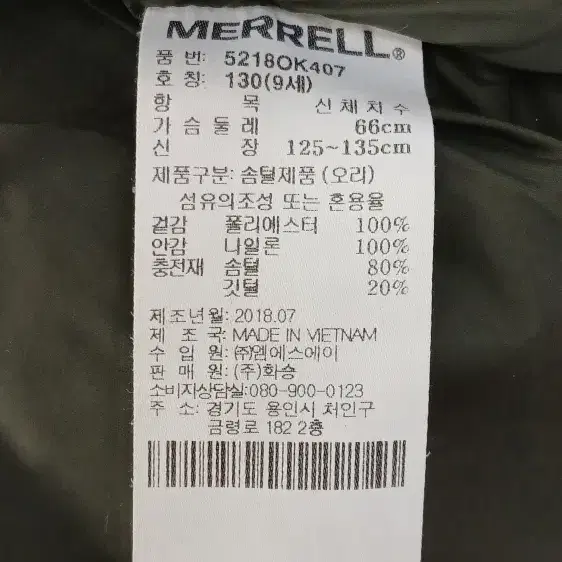 MERRELL®
품 번: 5218OK407
호 칭: 130(9세)
항 목 신체치수
가슴둘레 66cm
신 장 125~135cm
제품구분: 솜털제품(오리)
섬유의조성 또는 혼용율
겉감 폴리에스터 100%
안감 나일론 100%
충전재 솜털 80%
깃털 20%
제조년월: 2018.07
제 조 국: MADE IN VIETNAM
수 입 원: ㈜엠에스에이
판 매 원: (주)화승
소비자상담실:080-900-0123
주 소: 경기도 용인시 처인구
금령로 182 2층